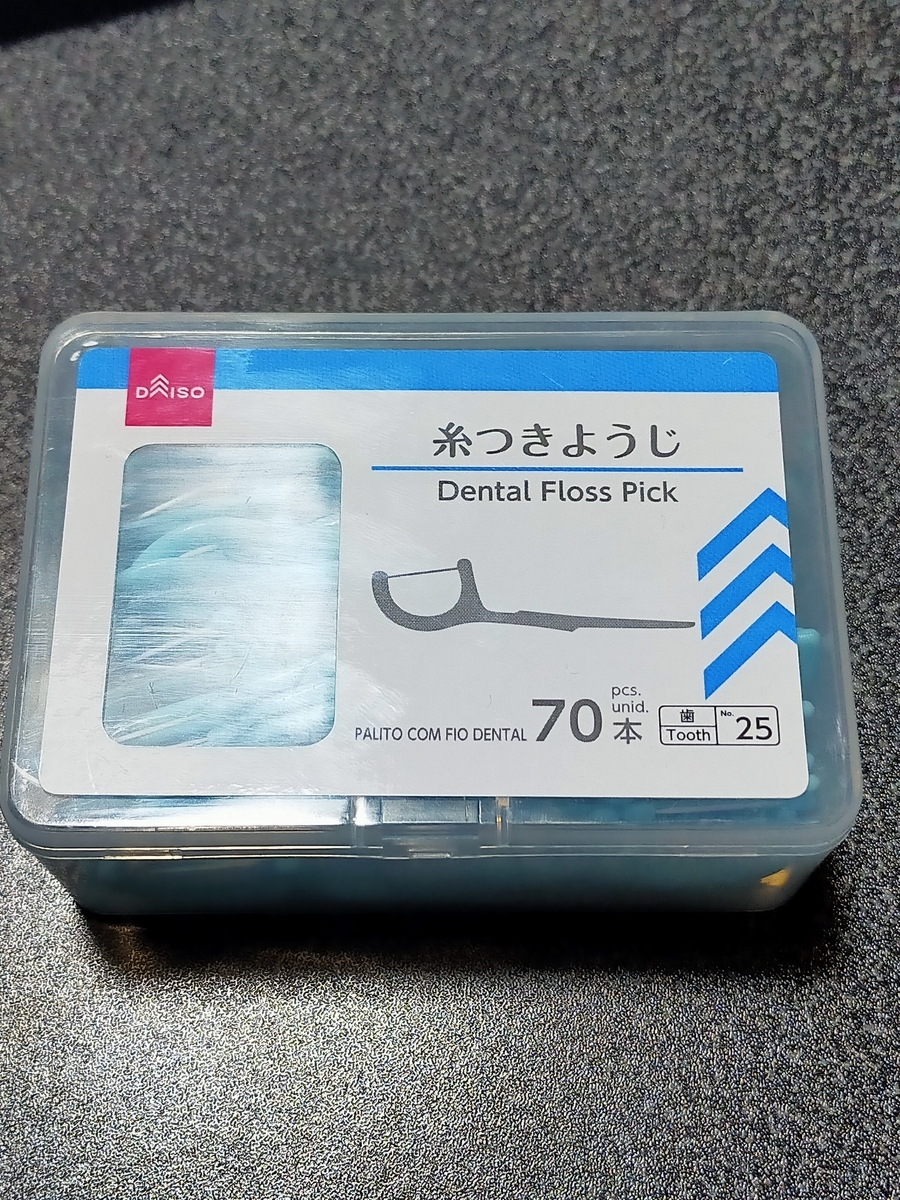 DAISO
糸つきようじ
Dental Floss Pick
PALITO COM FIO DENTAL
70
pcs.
unid.
本
歯
Tooth
No.
25